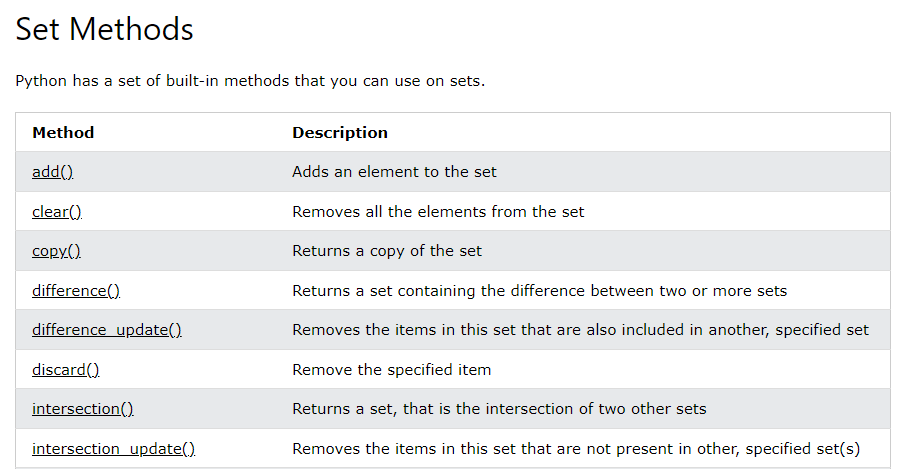 Set Methods
Python has a set of built-in methods that you can use on sets.
Method Description
add() Adds an element to the set
clear() Removes all the elements from the set
copy() Returns a copy of the set
difference() Returns a set containing the difference between two or more sets
difference_update() Removes the items in this set that are also included in another, specified set
discard() Remove the specified item
intersection() Returns a set, that is the intersection of two other sets
intersection_update() Removes the items in this set that are not present in other, specified set(s)